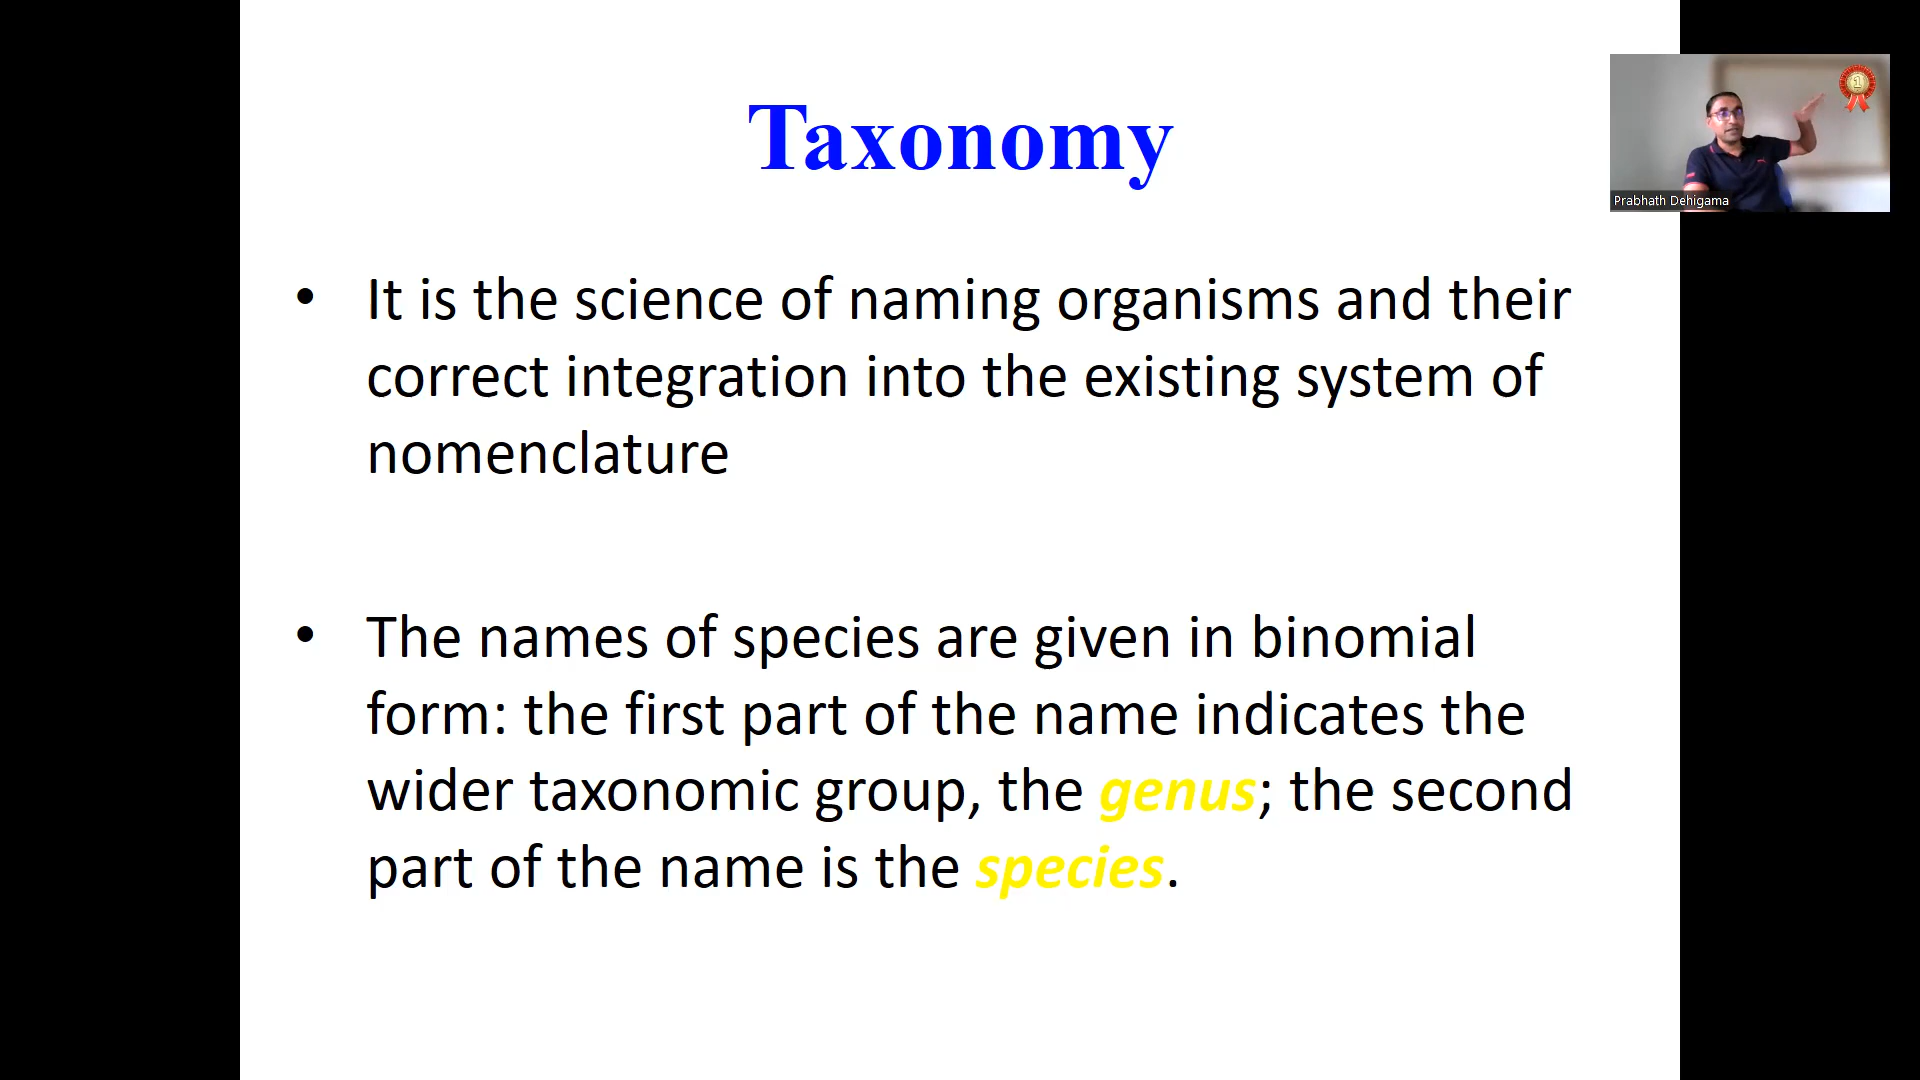 Taxonomy
• It is the science of naming organisms and their
correct integration into the existing system of
nomenclature
• The names of species are given in binomial
form: the first part of the name indicates the
wider taxonomic group, the genus; the second
part of the name is the species.
1
Prabhath Dehigama